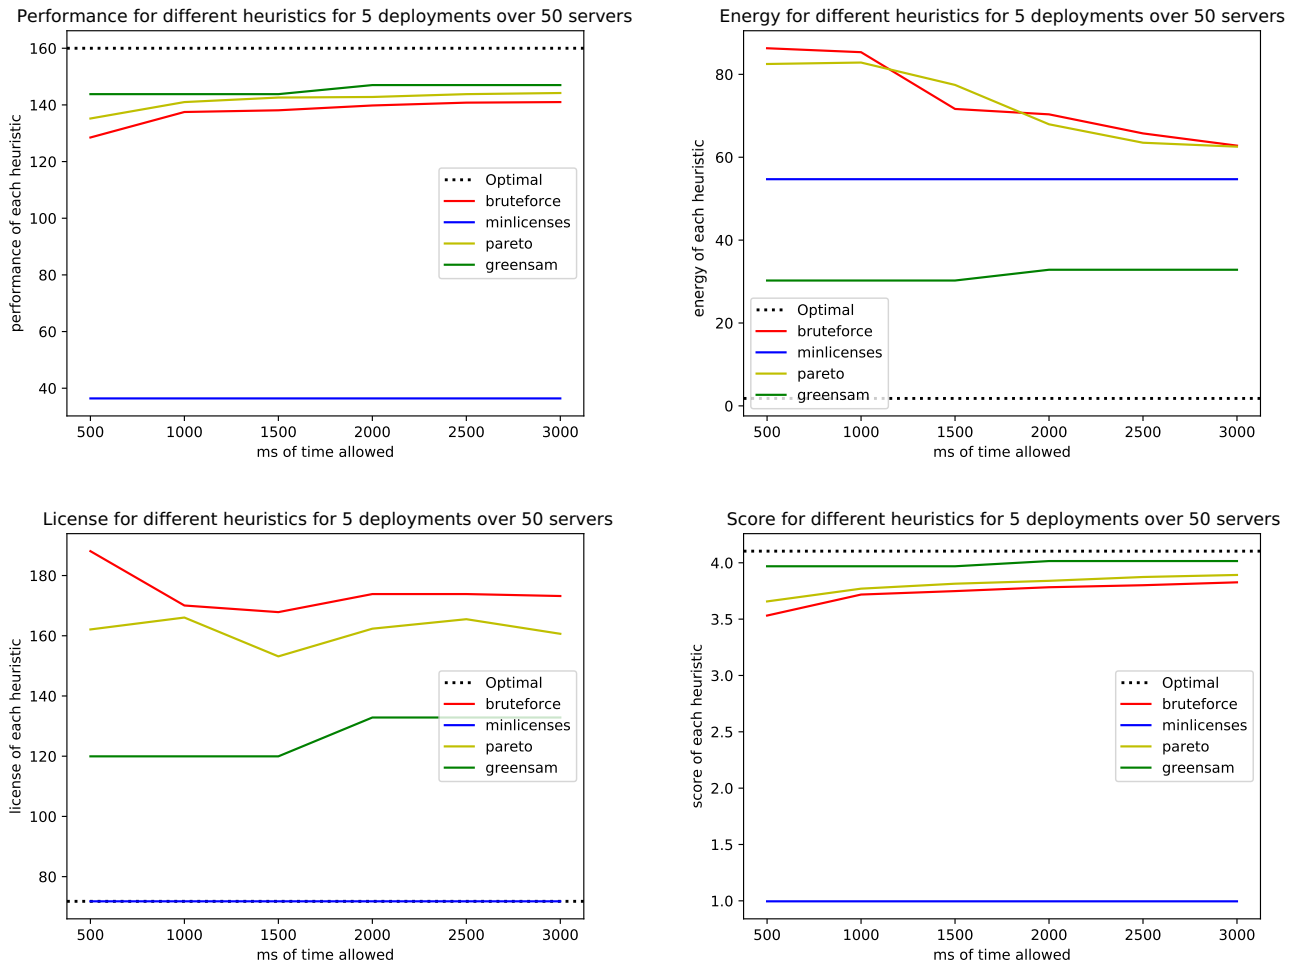 Performance for different heuristics for 5 deployments over 50 servers
performance of each heuristic
160
140
120
100
80
60
40
Optimal
bruteforce
minlicenses
pareto
greensam
500 1000 1500 2000 2500 3000
ms of time allowed
Energy for different heuristics for 5 deployments over 50 servers
energy of each heuristic
80
60
40
20
0
Optimal
bruteforce
minlicenses
pareto
greensam
500 1000 1500 2000 2500 3000
ms of time allowed
License for different heuristics for 5 deployments over 50 servers
license of each heuristic
180
160
140
120
100
80
Optimal
bruteforce
minlicenses
pareto
greensam
500 1000 1500 2000 2500 3000
ms of time allowed
Score for different heuristics for 5 deployments over 50 servers
score of each heuristic
4.0
3.5
3.0
2.5
2.0
1.5
1.0
Optimal
bruteforce
minlicenses
pareto
greensam
500 1000 1500 2000 2500 3000
ms of time allowed